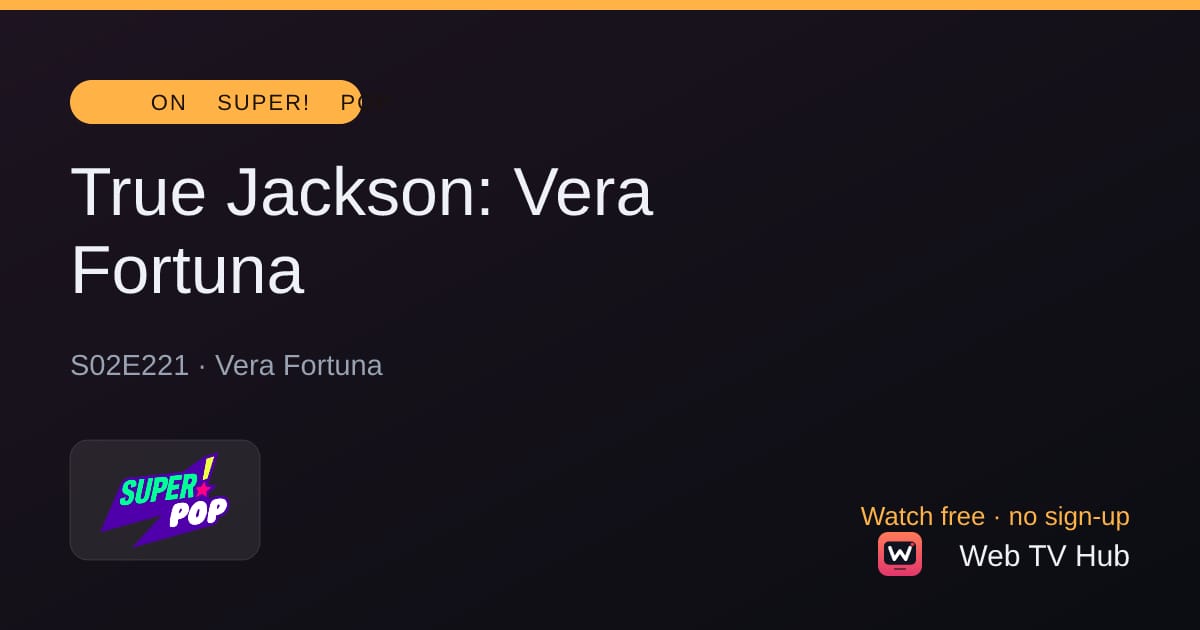 ON SUPER! POP
True Jackson: Vera
Fortuna
S02E221 · Vera Fortuna
SUPER!
POP
Watch free · no sign-up
W
Web TV Hub